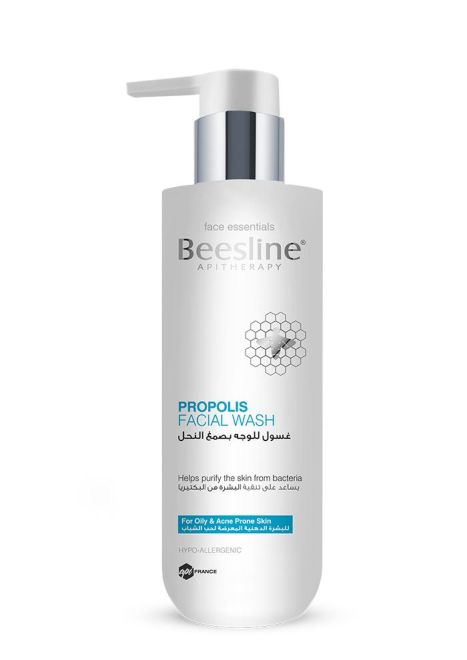 face essentials
Beesline®
APITHERAPY
PROPOLIS
FACIAL WASH
غسول للوجه بصمغ النحل
Helps purify the skin from bacteria
يساعد على تنقية البشرة من البكتيريا
For Oily & Acne Prone Skin
للبشرة الدهنية المعرضة لحب الشباب
HYPO-ALLERGENIC
api FRANCE